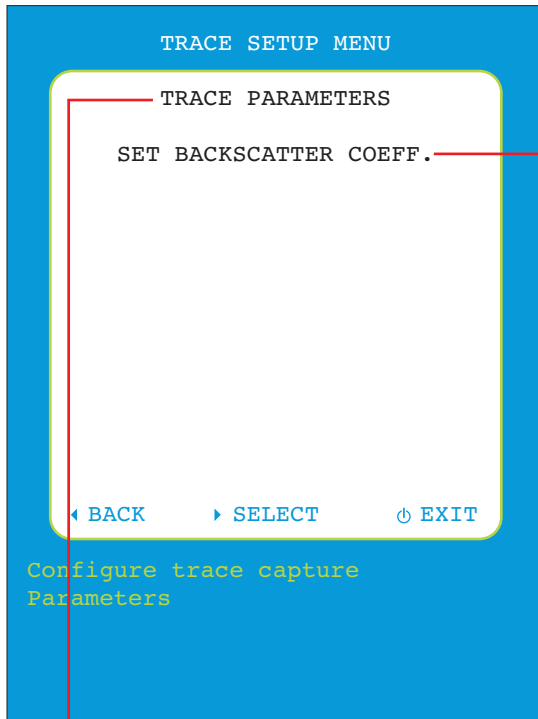 TRACE SETUP MENU
TRACE PARAMETERS
SET BACKSCATTER COEFF.
BACK SELECT EXIT
Configure trace capture
Parameters